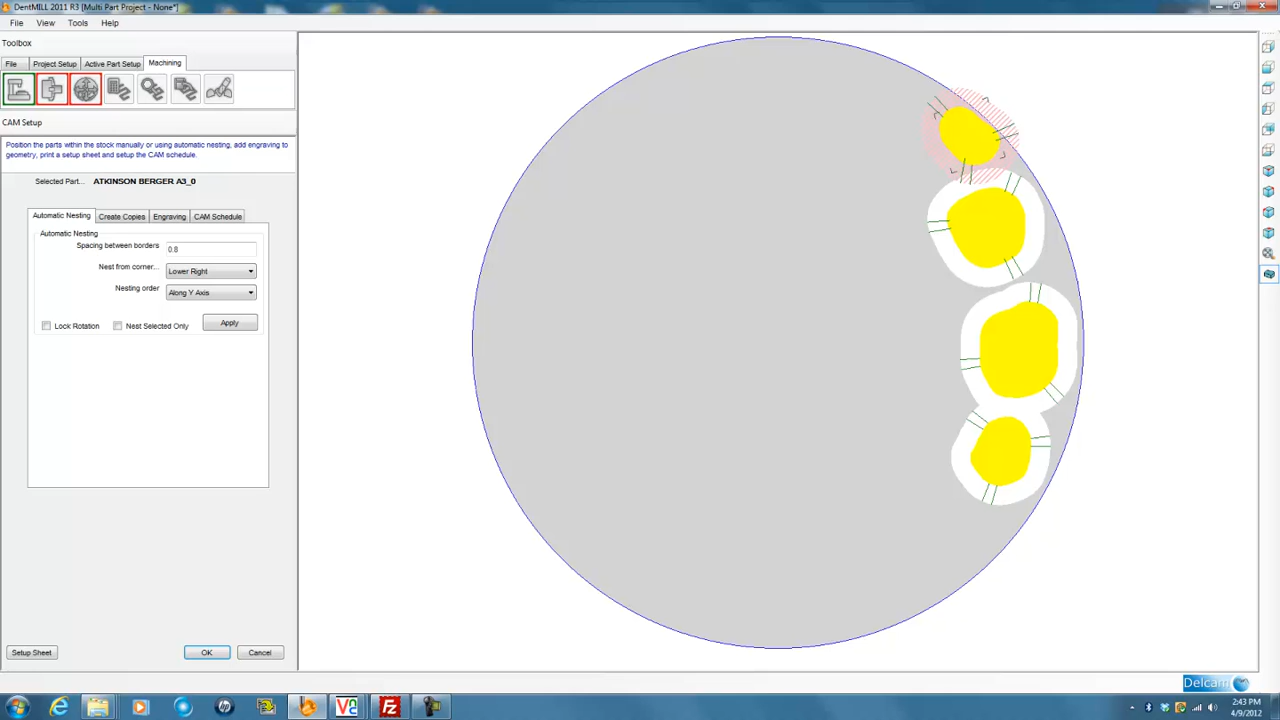 DentMILL 2011 R3 [Multi Part Project - None*]
File View Tools Help
Toolbox
File Project Setup Active Part Setup Machining
CAM Setup
Position the parts within the stock manually or using automatic nesting, add engraving to
geometry, print a setup sheet and setup the CAM schedule.
Selected Part... ATKINSON BERGER A3_0
Automatic Nesting Create Copies Engraving CAM Schedule
Automatic Nesting
Spacing between borders 0.8
Nest from corner... Lower Right
Nesting order Along Y Axis
Lock Rotation Nest Selected Only Apply
Setup Sheet OK Cancel
Delcam
2:43 PM
4/9/2012